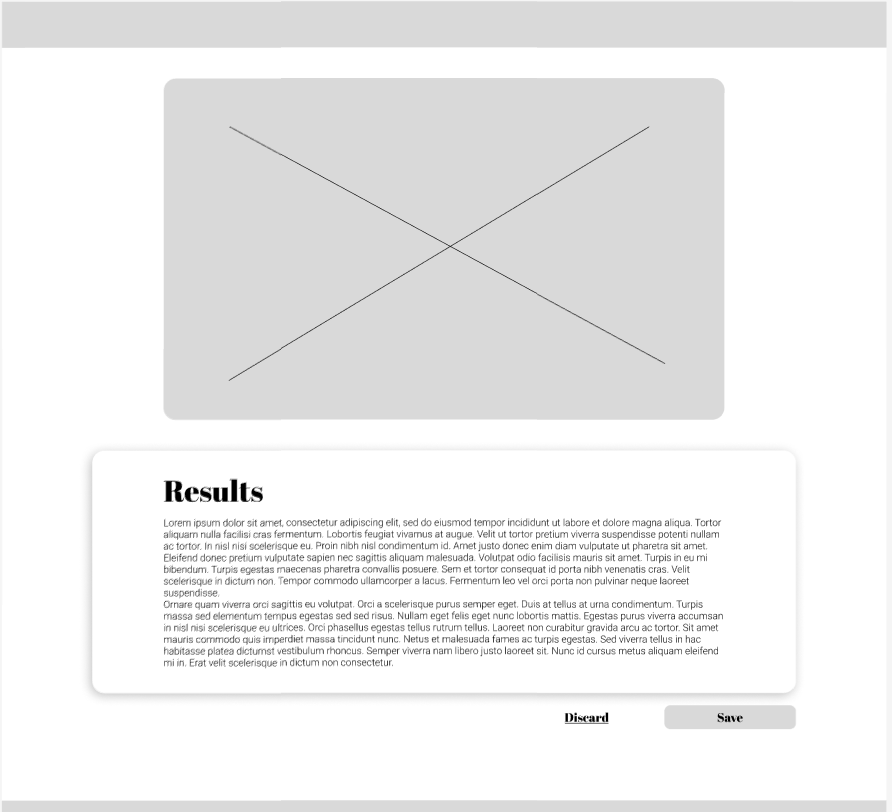 Results
Lorem ipsum dolor sit amet, consectetur adipiscing elit, sed do eiusmod tempor incididunt ut labore et dolore magna aliqua. Tortor
aliquam nulla facilisi cras fermentum. Lobortis feugiat vivamus at augue. Velit ut tortor pretium viverra suspendisse potenti nullam
ac tortor. In nisl nisi scelerisque eu. Proin nibh nisl condimentum id. Amet justo donec enim diam vulputate ut pharetra sit amet.
Eleifend donec pretium vulputate sapien nec sagittis aliquam malesuada. Volutpat odio facilisis mauris sit amet. Turpis in eu mi
bibendum. Turpis egestas maecenas pharetra convallis posuere. Sem et tortor consequat id porta nibh venenatis cras. Velit
scelerisque in dictum non. Tempor commodo ullamcorper a lacus. Fermentum leo vel orci porta non pulvinar neque laoreet
suspendisse.
Ornare quam viverra orci sagittis eu volutpat. Orci a scelerisque purus semper eget. Duis at tellus at urna condimentum. Turpis
massa sed elementum tempus egestas sed sed risus. Nullam eget felis eget nunc lobortis mattis. Egestas purus viverra accumsan
in nisl nisi scelerisque eu ultrices. Orci phasellus egestas tellus rutrum tellus. Laoreet non curabitur gravida arcu ac tortor. Sit amet
mauris commodo quis imperdiet massa tincidunt nunc. Netus et malesuada fames ac turpis egestas. Sed viverra tellus in hac
habitasse platea dictumst vestibulum rhoncus. Semper viverra nam libero justo laoreet sit. Nunc id cursus metus aliquam eleifend
mi in. Erat velit scelerisque in dictum non consectetur.
Discard
Save